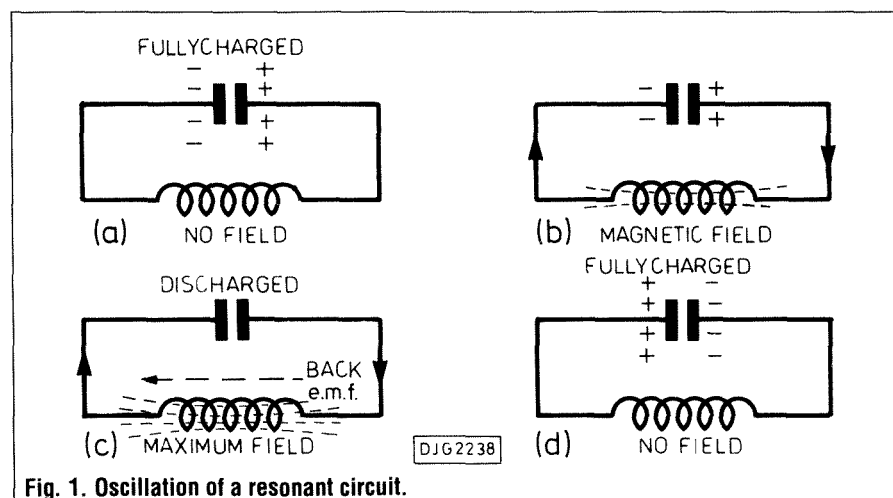 FULLYCHARGED
− +
− +
− +
− +
(a)
NO FIELD
− +
− +
(b)
MAGNETIC FIELD
DISCHARGED
BACK
e.m.f.
(c)
MAXIMUM FIELD
DJG2238
FULLYCHARGED
+ −
+ −
+ −
+ −
(d)
NO FIELD
Fig. 1. Oscillation of a resonant circuit.